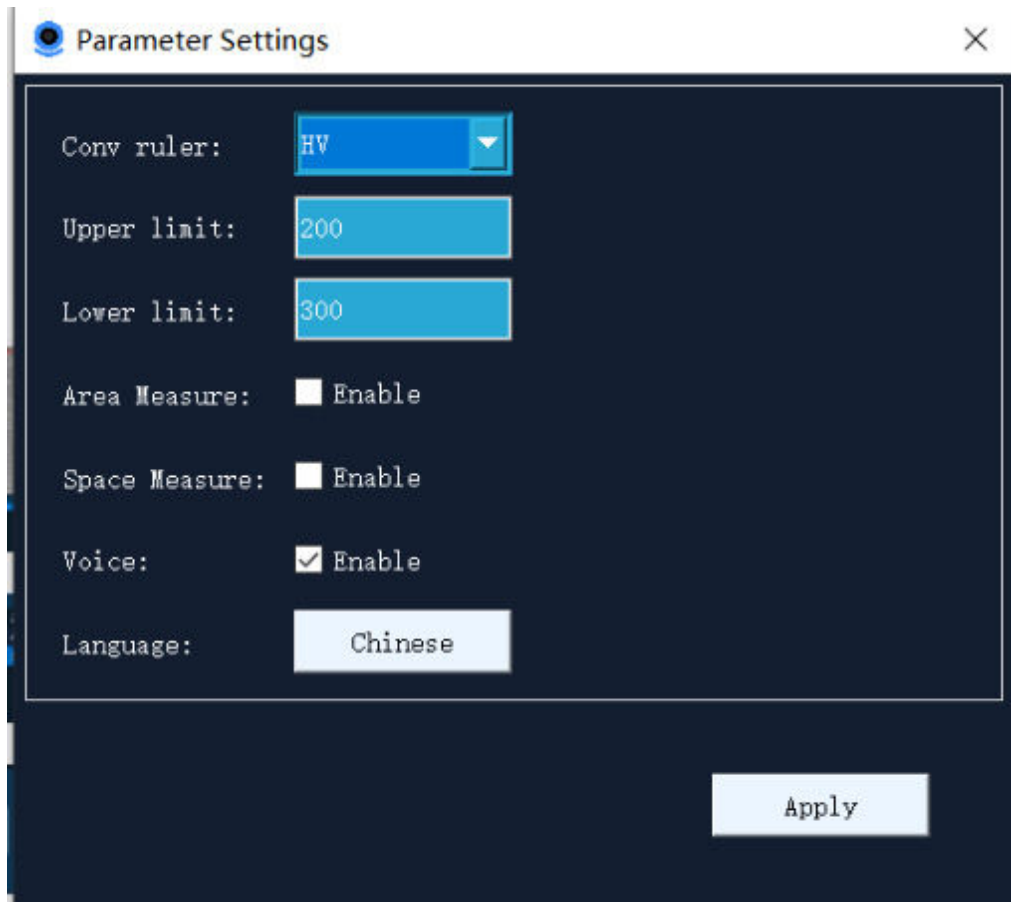 Parameter Settings
Conv ruler: HV
Upper limit: 200
Lower limit: 300
Area Measure: Enable
Space Measure: Enable
Voice: Enable
Language: Chinese
Apply